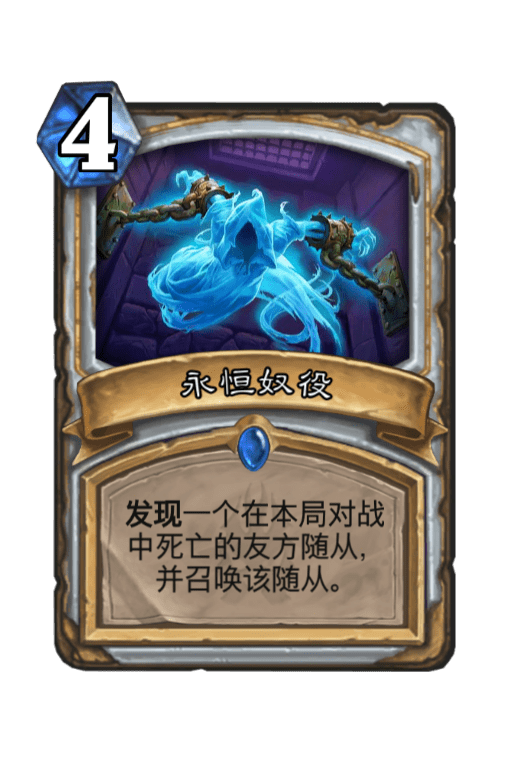 4
永恒奴役
发现一个在本局对战
中死亡的友方随从，
并召唤该随从。